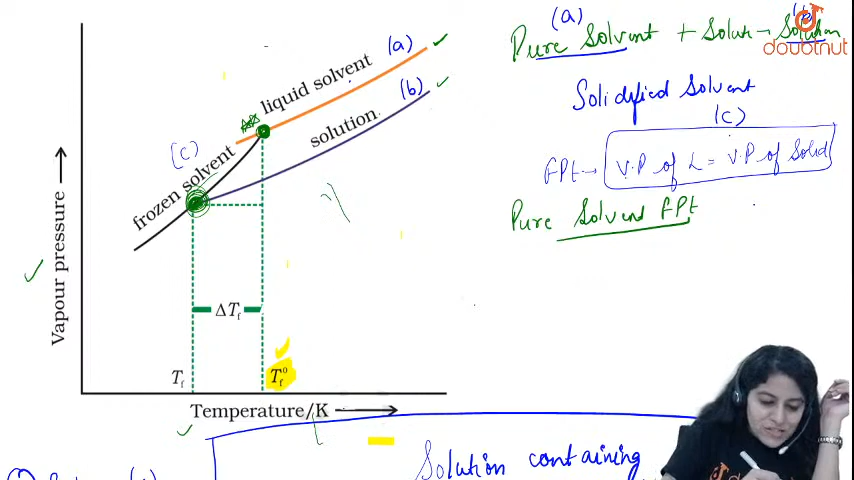 (a)
(b)
Pure Solvent + Solute → Solution
doubtnut
Solidified Solvent
(C)
FPt → V.P of L = V.P of Solid
Pure Solvent FPt
(a)
liquid solvent
(b)
solution
(C)
frozen solvent
Vapour pressure
ΔTf
Tf
Tf⁰
Temperature/K
Solution containing